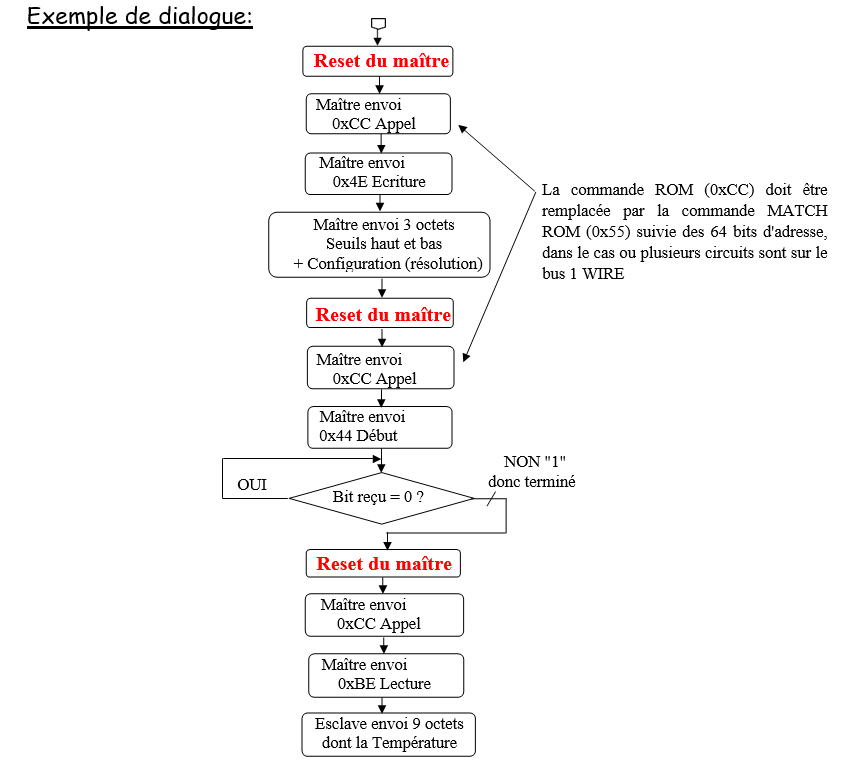 Exemple de dialogue:
Reset du maître
Maître envoi
0xCC Appel
Maître envoi
0x4E Ecriture
Maître envoi 3 octets
Seuils haut et bas
+ Configuration (résolution)
Reset du maître
Maître envoi
0xCC Appel
Maître envoi
0x44 Début
OUI
Bit reçu = 0 ?
NON "1"
donc terminé
Reset du maître
Maître envoi
0xCC Appel
Maître envoi
0xBE Lecture
Esclave envoi 9 octets
dont la Température
La commande ROM (0xCC) doit être
remplacée par la commande MATCH
ROM (0x55) suivie des 64 bits d'adresse,
dans le cas ou plusieurs circuits sont sur le
bus 1 WIRE